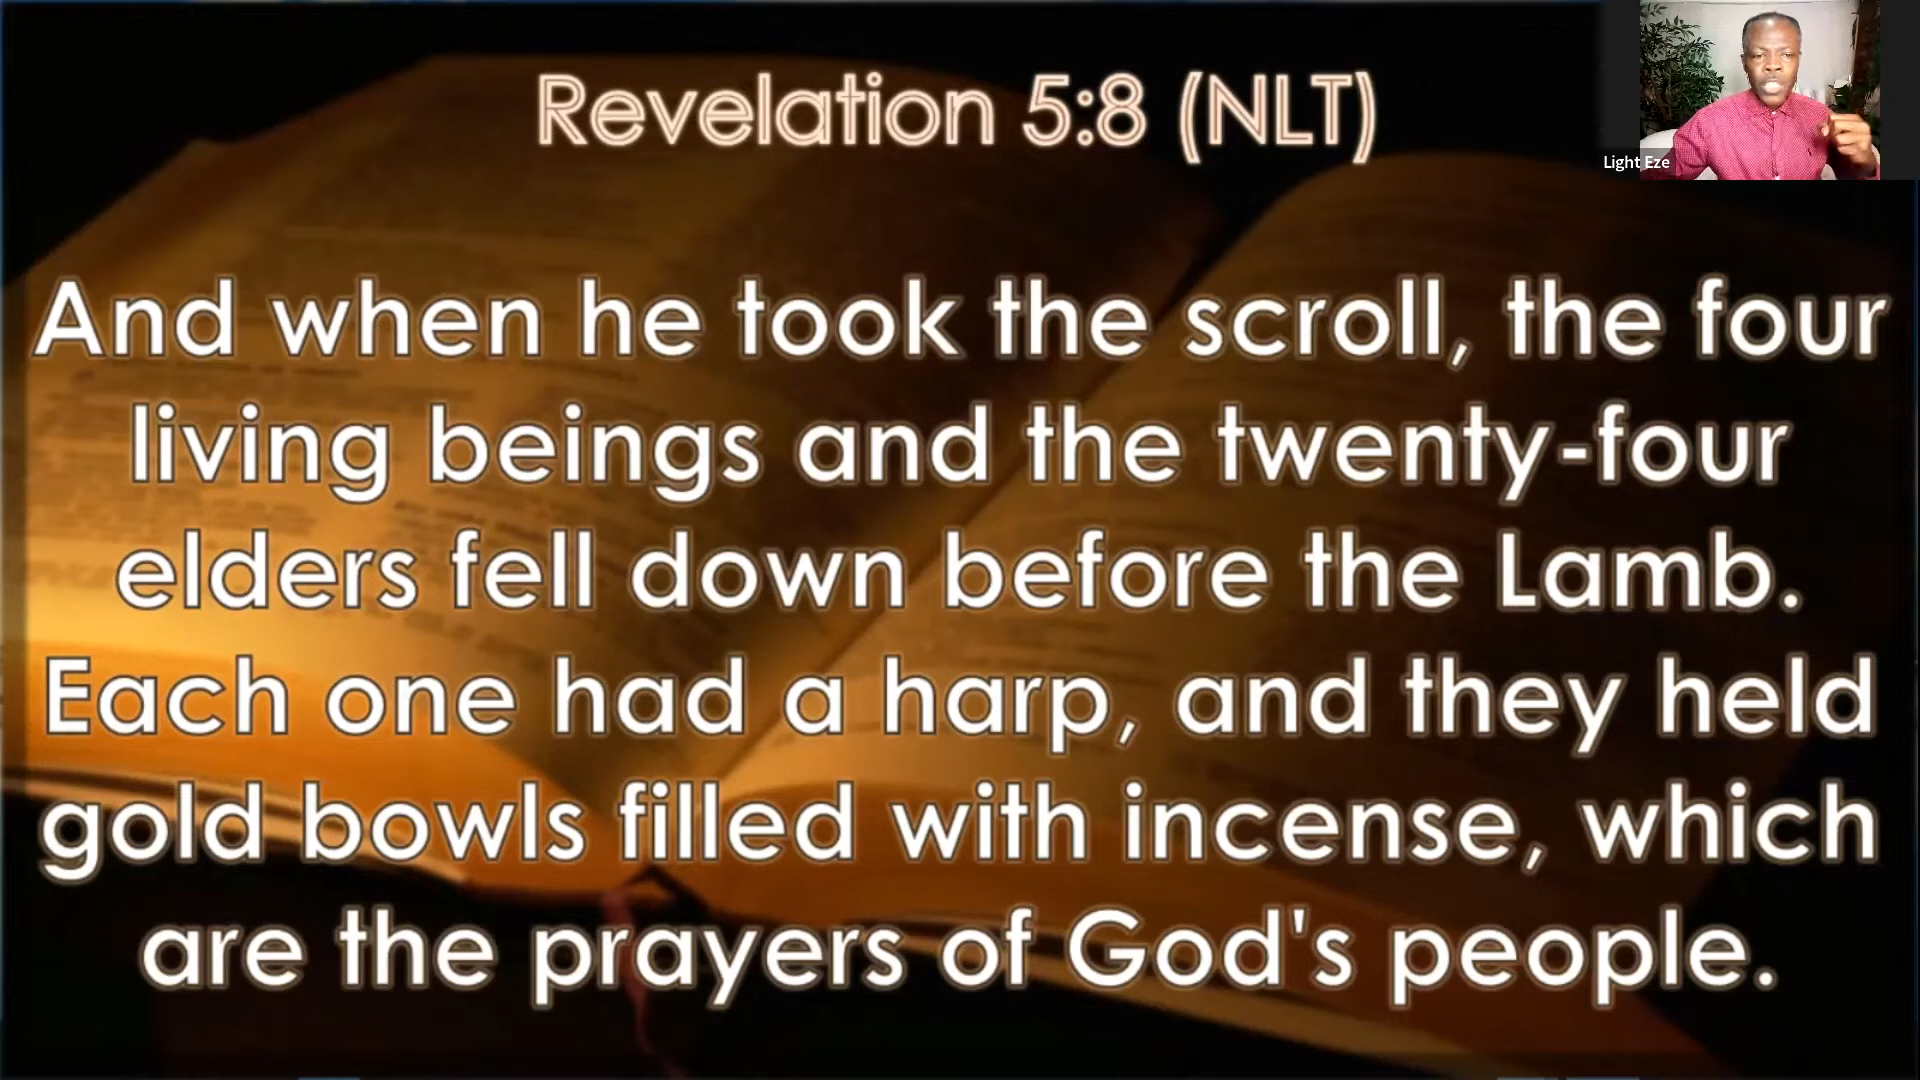 Revelation 5:8 (NLT)
Light Eze
And when he took the scroll, the four
living beings and the twenty-four
elders fell down before the Lamb.
Each one had a harp, and they held
gold bowls filled with incense, which
are the prayers of God's people.